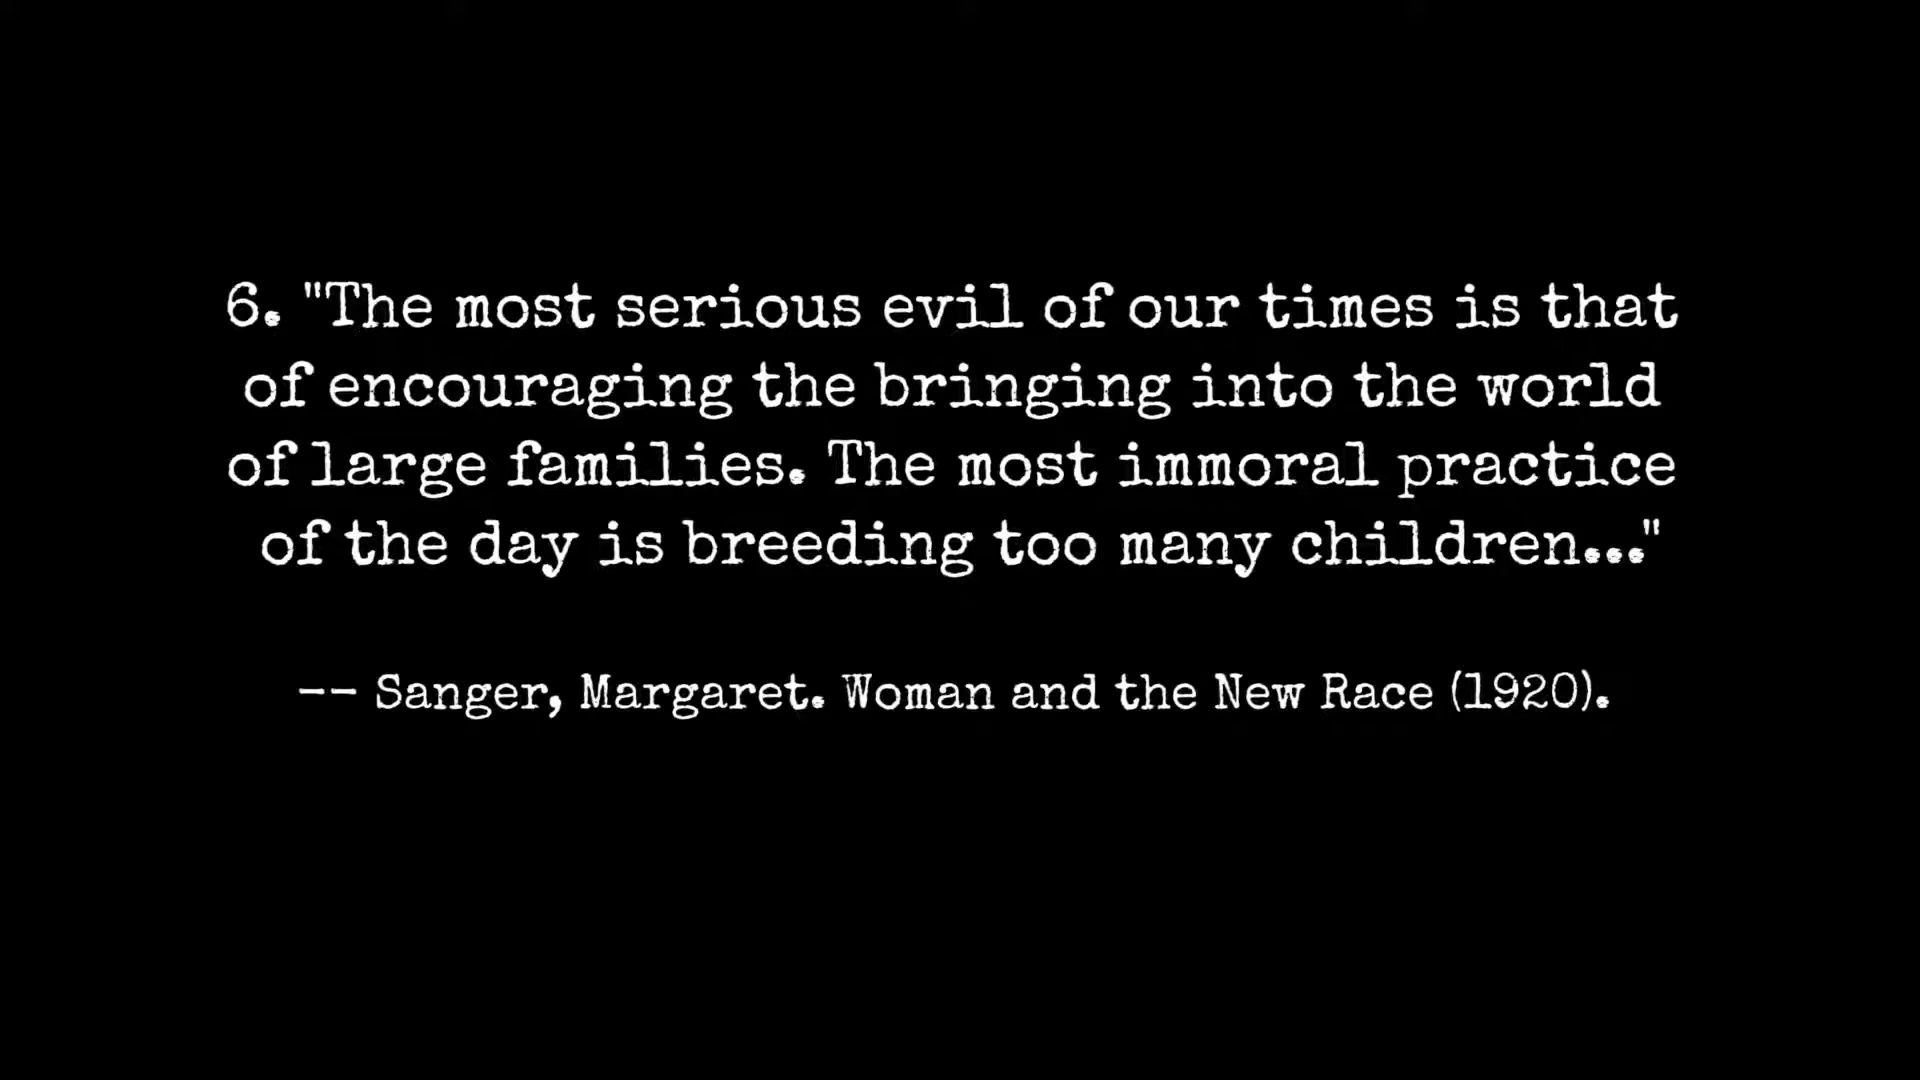 6. "The most serious evil of our times is that
of encouraging the bringing into the world
of large families. The most immoral practice
of the day is breeding too many children..."
-- Sanger, Margaret. Woman and the New Race (1920).